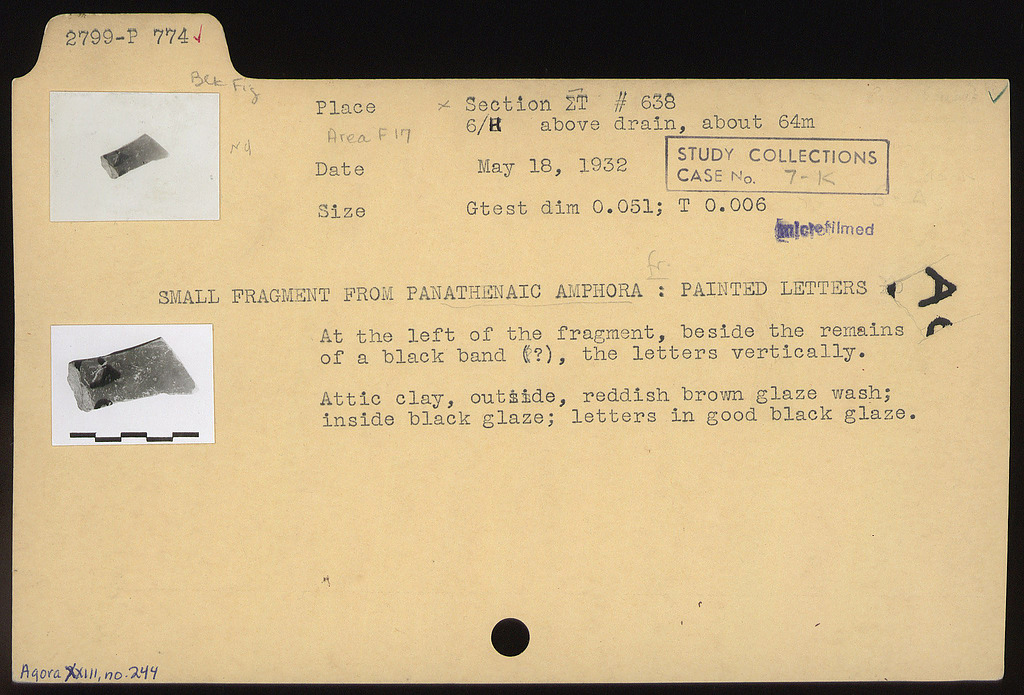 2799-P 774
Blk Fig
Place × Section ΣΤ # 638
6/H above drain, about 64m
Area F 17
Date May 18, 1932
STUDY COLLECTIONS
CASE No. 7-K
Size Gtest dim 0.051; T 0.006
microfilmed
fr.
SMALL FRAGMENT FROM PANATHENAIC AMPHORA : PAINTED LETTERS
At the left of the fragment, beside the remains
of a black band (?), the letters vertically.
Attic clay, outside, reddish brown glaze wash;
inside black glaze; letters in good black glaze.
Agora XXIII, no. 244